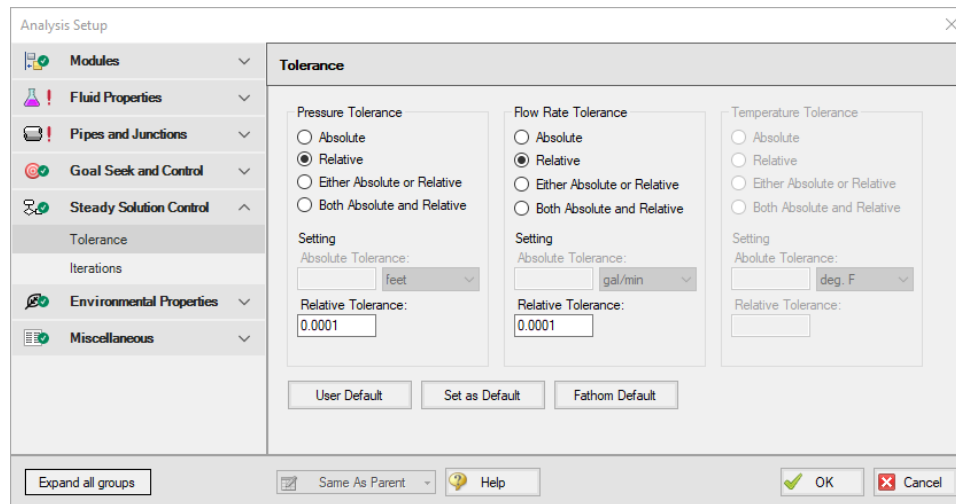 Analysis Setup
Modules
Fluid Properties
Pipes and Junctions
Goal Seek and Control
Steady Solution Control
Tolerance
Iterations
Environmental Properties
Miscellaneous
Expand all groups
Tolerance
Pressure Tolerance
Absolute
Relative
Either Absolute or Relative
Both Absolute and Relative
Setting
Absolute Tolerance:
feet
Relative Tolerance:
0.0001
Flow Rate Tolerance
Absolute
Relative
Either Absolute or Relative
Both Absolute and Relative
Setting
Absolute Tolerance:
gal/min
Relative Tolerance:
0.0001
Temperature Tolerance
Absolute
Relative
Either Absolute or Relative
Both Absolute and Relative
Setting
Abolute Tolerance:
deg. F
Relative Tolerance:
User Default
Set as Default
Fathom Default
Same As Parent
Help
OK
Cancel